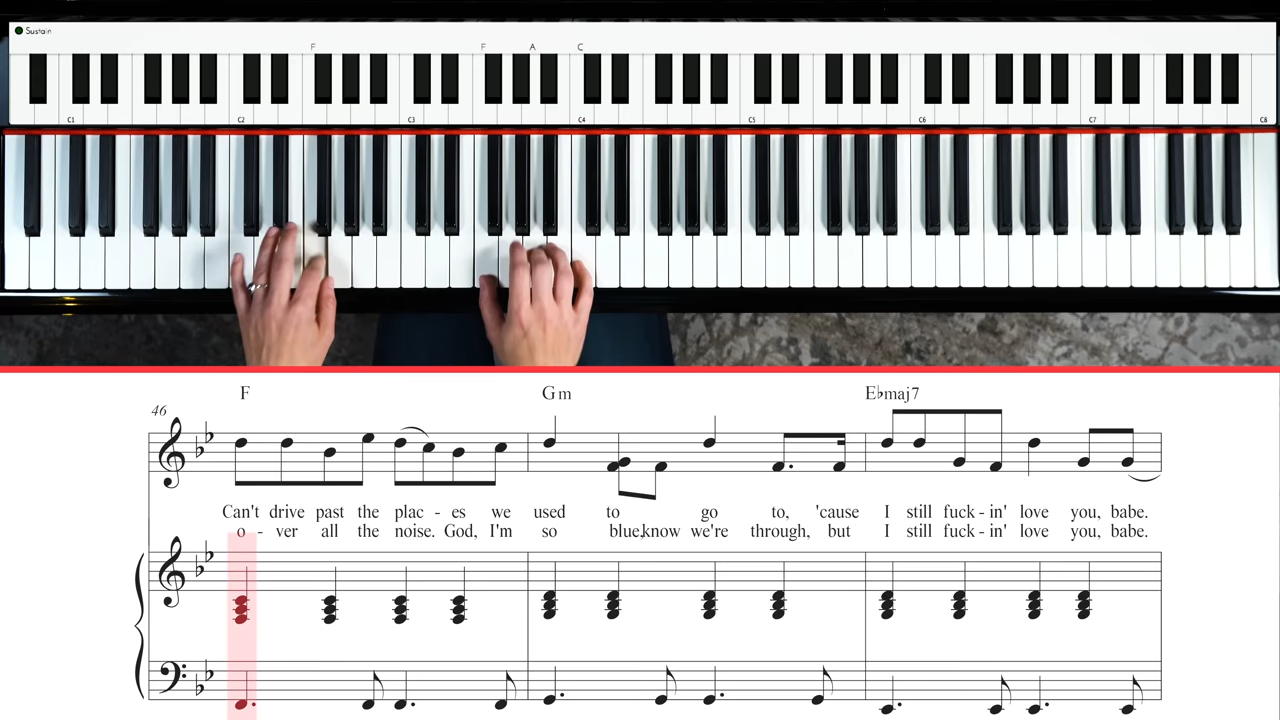 Sustain
F F A C
C1 C2 C3 C4 C5 C6 C7 C8
F Gm E♭maj7
46
Can't drive past the plac - es we used to go to, 'cause I still fuck - in' love you, babe.
o - ver all the noise. God, I'm so blue, know we're through, but I still fuck - in' love you, babe.